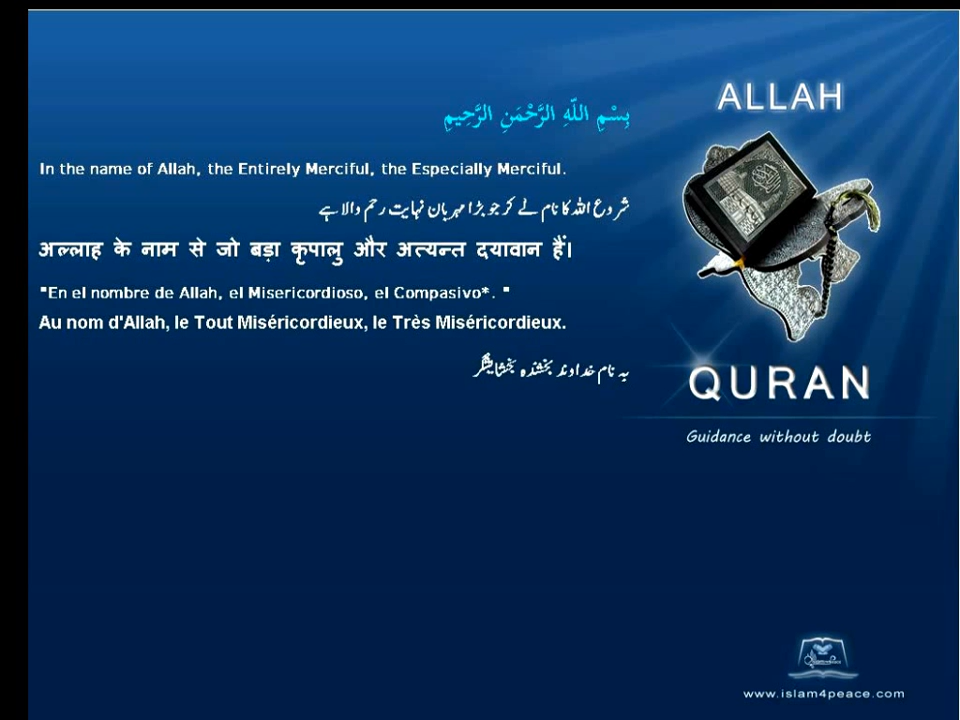 بِسْمِ اللّهِ الرَّحْمَنِ الرَّحِيمِ
In the name of Allah, the Entirely Merciful, the Especially Merciful.
شروع اللہ کا نام لے کر جو بڑا مہربان نہایت رحم والا ہے
अल्लाह के नाम से जो बड़ा कृपालु और अत्यन्त दयावान हैं।
"En el nombre de Allah, el Misericordioso, el Compasivo*. "
Au nom d'Allah, le Tout Miséricordieux, le Très Miséricordieux.
به نام خداوند بخشنده بخشایشگر
ALLAH
QURAN
Guidance without doubt
www.islam4peace.com